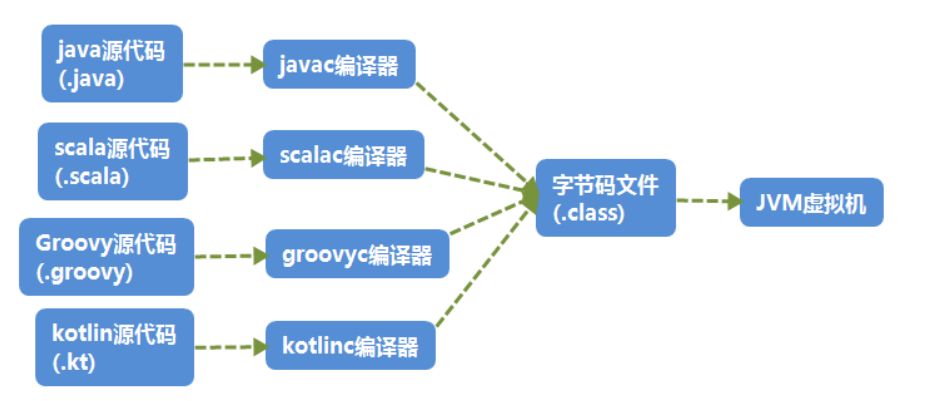 java源代码
(.java)
javac编译器
scala源代码
(.scala)
scalac编译器
字节码文件
(.class)
JVM虚拟机
Groovy源代码
(.groovy)
groovyc编译器
kotlin源代码
(.kt)
kotlinc编译器